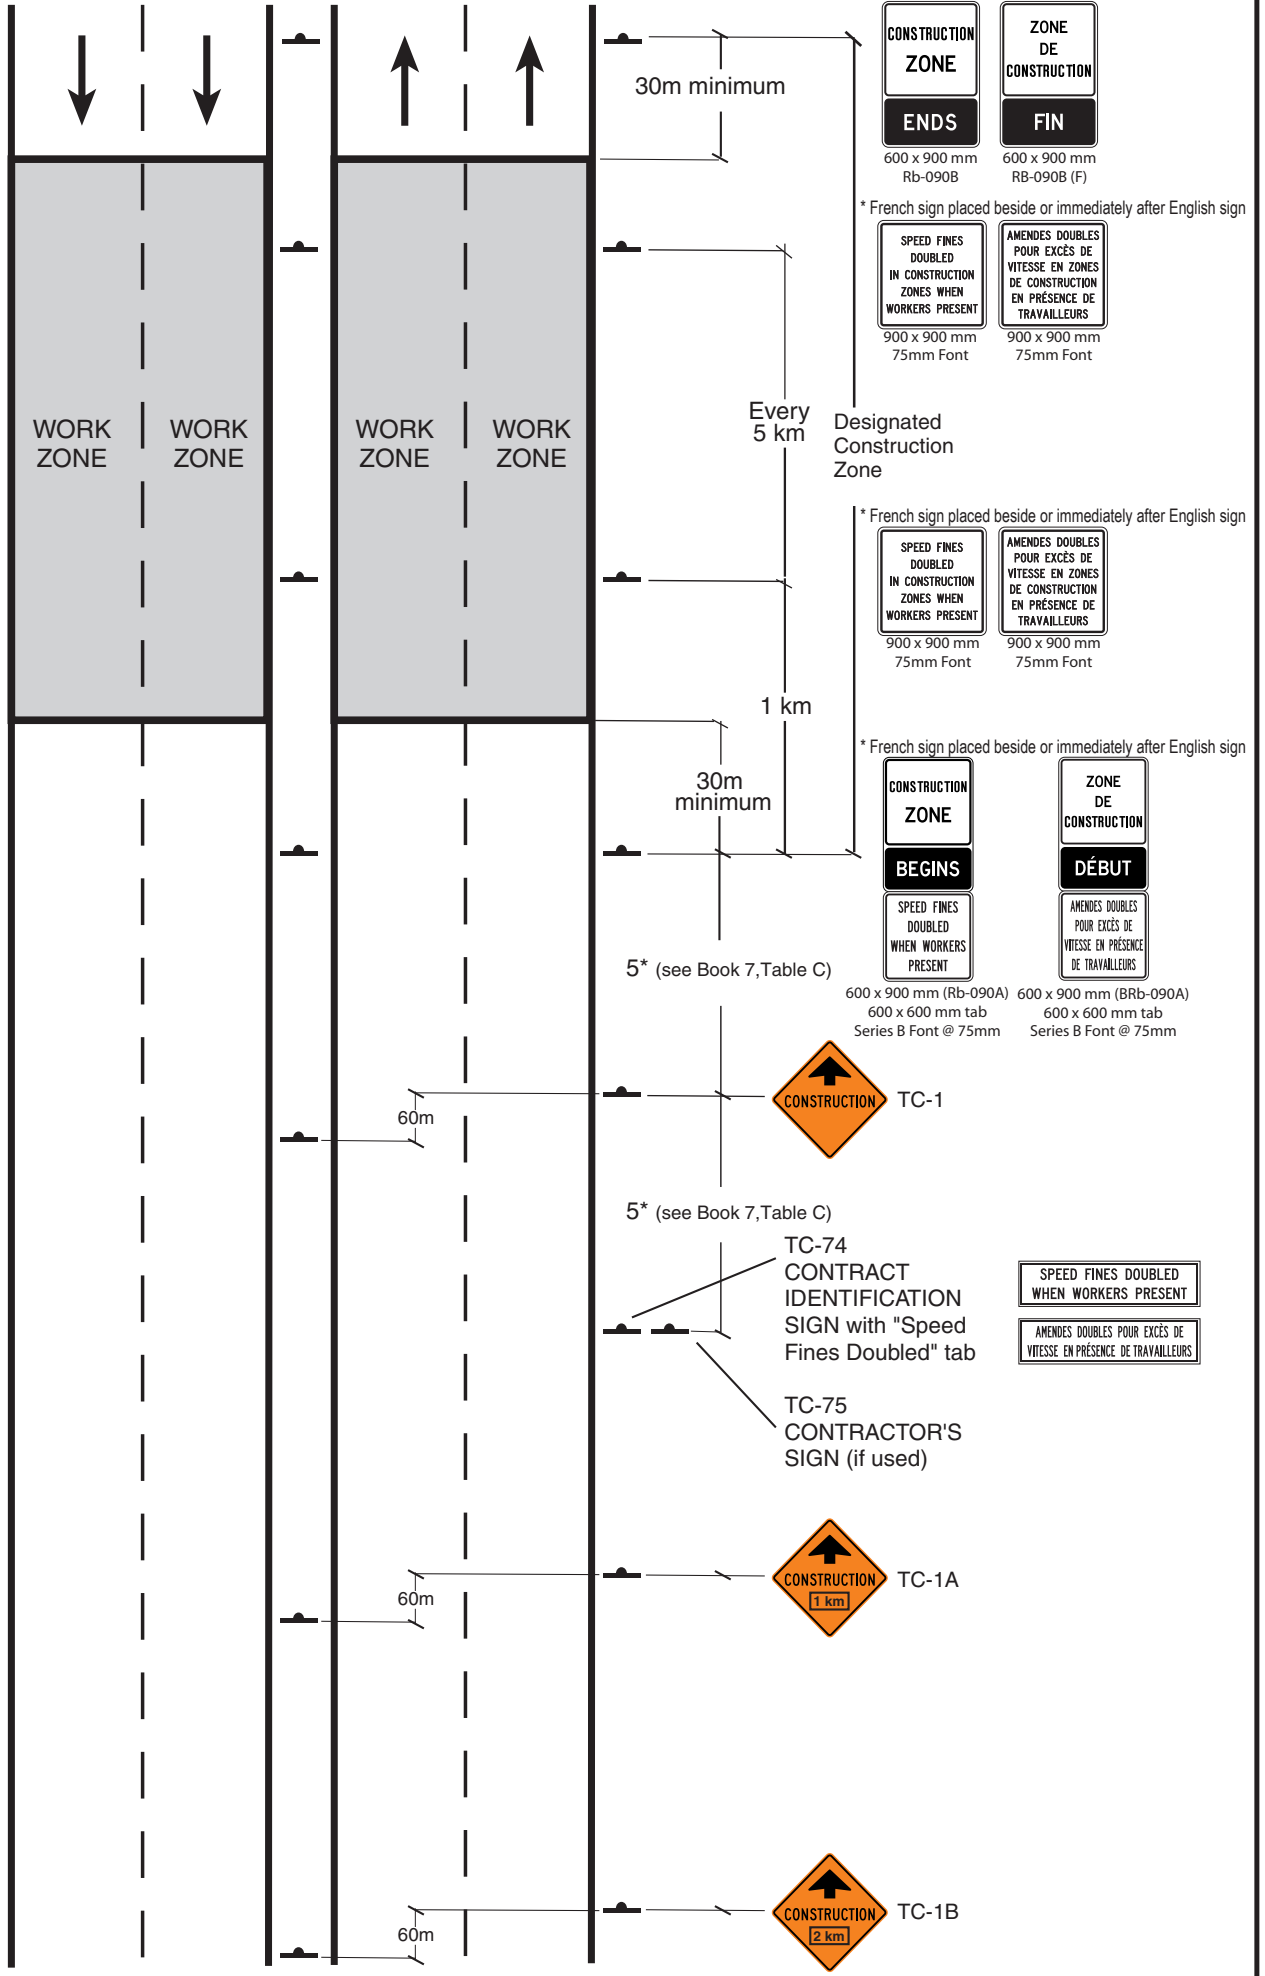 30m minimum
CONSTRUCTION
ZONE
ENDS
600 x 900 mm
Rb-090B
ZONE
DE
CONSTRUCTION
FIN
600 x 900 mm
RB-090B (F)
* French sign placed beside or immediately after English sign
SPEED FINES
DOUBLED
IN CONSTRUCTION
ZONES WHEN
WORKERS PRESENT
900 x 900 mm
75mm Font
AMENDES DOUBLES
POUR EXCÈS DE
VITESSE EN ZONES
DE CONSTRUCTION
EN PRÉSENCE DE
TRAVAILLEURS
900 x 900 mm
75mm Font
WORK
ZONE
WORK
ZONE
WORK
ZONE
WORK
ZONE
Every
5 km
Designated
Construction
Zone
* French sign placed beside or immediately after English sign
SPEED FINES
DOUBLED
IN CONSTRUCTION
ZONES WHEN
WORKERS PRESENT
900 x 900 mm
75mm Font
AMENDES DOUBLES
POUR EXCÈS DE
VITESSE EN ZONES
DE CONSTRUCTION
EN PRÉSENCE DE
TRAVAILLEURS
900 x 900 mm
75mm Font
1 km
30m
minimum
* French sign placed beside or immediately after English sign
CONSTRUCTION
ZONE
BEGINS
SPEED FINES
DOUBLED
WHEN WORKERS
PRESENT
600 x 900 mm (Rb-090A)
600 x 600 mm tab
Series B Font @ 75mm
ZONE
DE
CONSTRUCTION
DÉBUT
AMENDES DOUBLES
POUR EXCÈS DE
VITESSE EN PRÉSENCE
DE TRAVAILLEURS
600 x 900 mm (BRb-090A)
600 x 600 mm tab
Series B Font @ 75mm
5* (see Book 7,Table C)
CONSTRUCTION
TC-1
60m
5* (see Book 7,Table C)
TC-74
CONTRACT
IDENTIFICATION
SIGN with "Speed
Fines Doubled" tab
SPEED FINES DOUBLED
WHEN WORKERS PRESENT
AMENDES DOUBLES POUR EXCÈS DE
VITESSE EN PRÉSENCE DE TRAVAILLEURS
TC-75
CONTRACTOR'S
SIGN (if used)
CONSTRUCTION
1 km
TC-1A
60m
CONSTRUCTION
2 km
TC-1B
60m